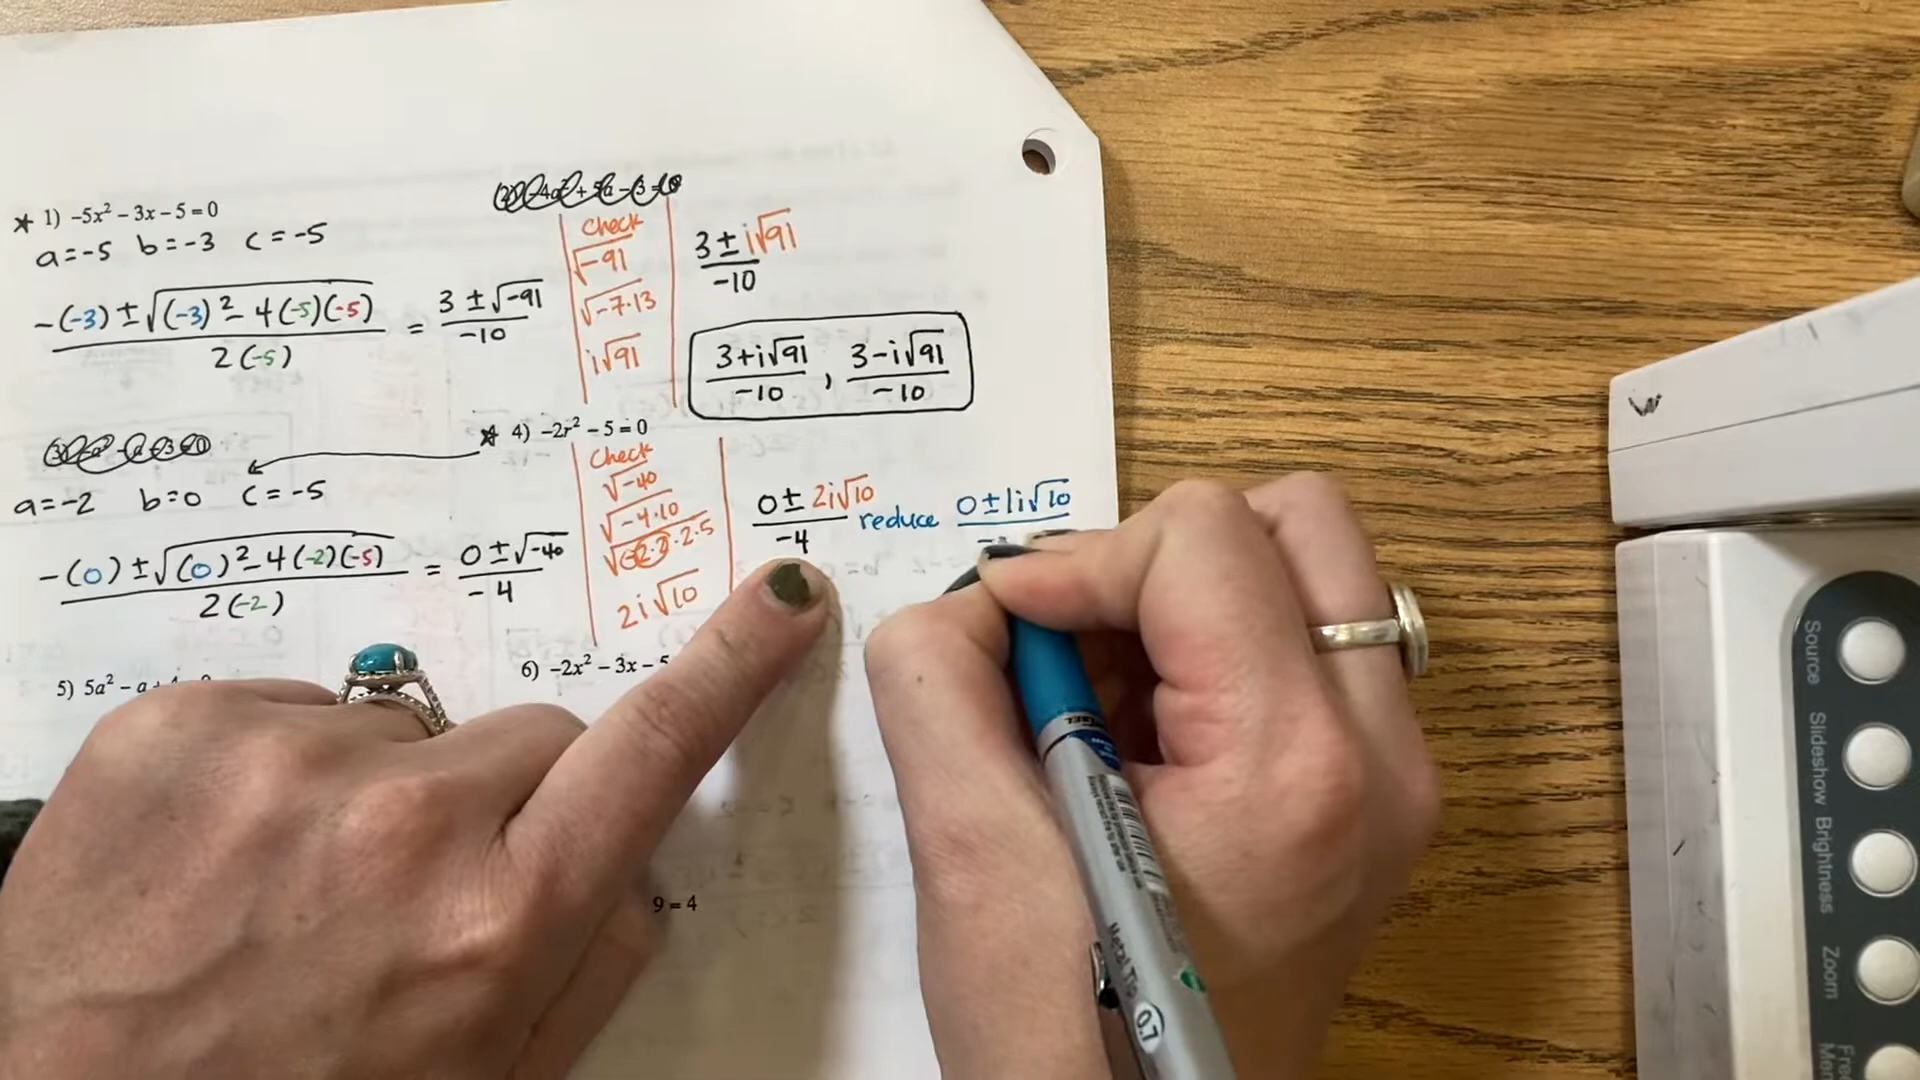 * 1) -5x² - 3x - 5 = 0
a = -5 b = -3 c = -5
-(-3) ± √(-3)² - 4(-5)(-5) / 2(-5) = 3 ± √-91 / -10
Check
√-91
√-7·13
i√91
3 ± i√91 / -10
3+i√91 / -10 , 3-i√91 / -10
* 4) -2r² - 5 = 0
a = -2 b = 0 c = -5
-(0) ± √(0)² - 4(-2)(-5) / 2(-2) = 0 ± √-40 / -4
Check
√-40
√-4·10
2i√10
0 ± 2i√10 / -4
reduce
0 ± 1i√10
5) 5a² - a +
6) -2x² - 3x -
9 = 4
Source
Slideshow
Brightness
Zoom
Metal Tip
0.7